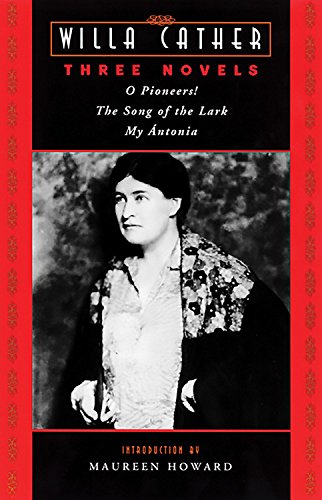 WILLA CATHER
THREE NOVELS
O Pioneers!
The Song of the Lark
My Ántonia
INTRODUCTION BY
MAUREEN HOWARD